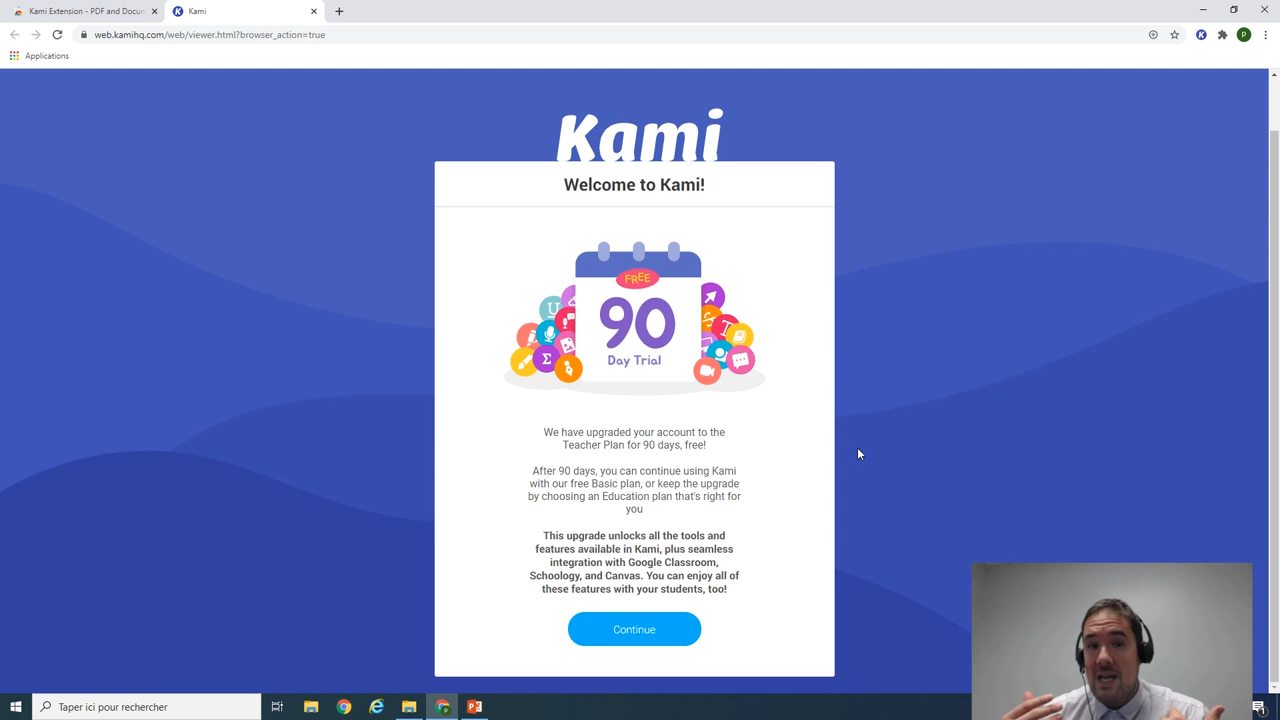 Kami Extension - PDF and Docum
Kami
web.kamihq.com/web/viewer.html?browser_action=true
P
Applications
Kami
Welcome to Kami!
FREE
90
Day Trial
We have upgraded your account to the
Teacher Plan for 90 days, free!
After 90 days, you can continue using Kami
with our free Basic plan, or keep the upgrade
by choosing an Education plan that's right for
you
This upgrade unlocks all the tools and
features available in Kami, plus seamless
integration with Google Classroom,
Schoology, and Canvas. You can enjoy all of
these features with your students, too!
Continue
Taper ici pour rechercher